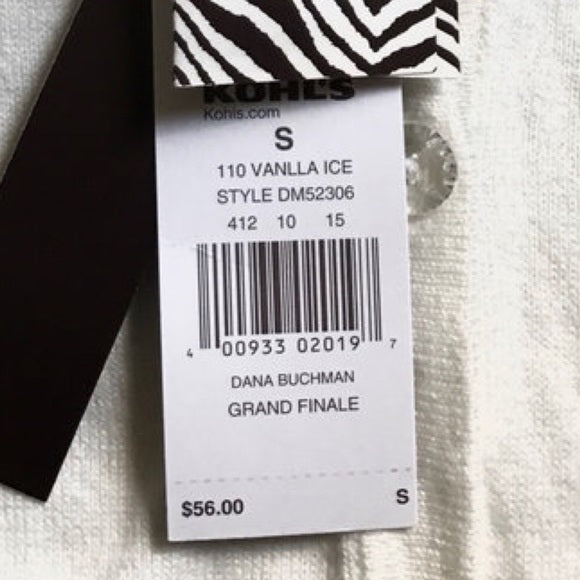 KOHL'S
Kohls.com
S
110 VANLLA ICE
STYLE DM52306
412 10 15
4 00933 02019 7
DANA BUCHMAN
GRAND FINALE
$56.00 S